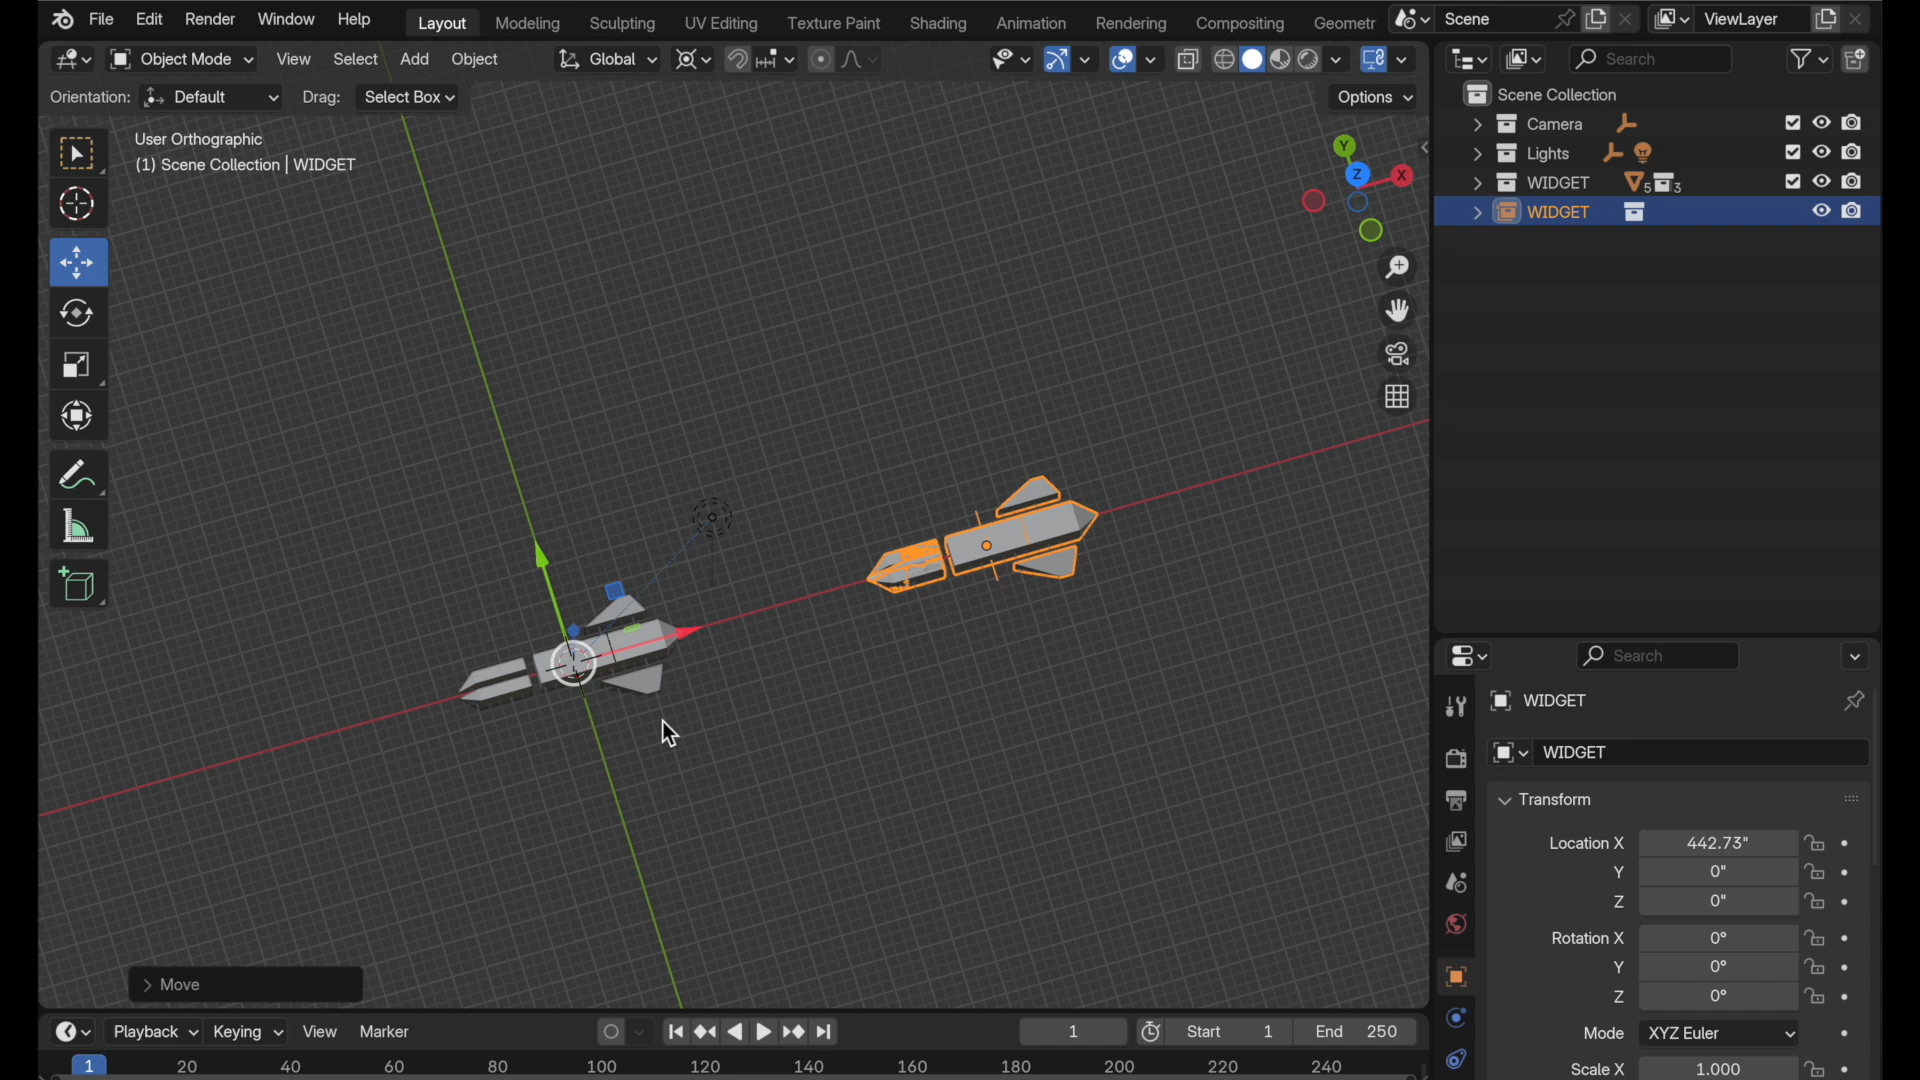 File Edit Render Window Help Layout Modeling Sculpting UV Editing Texture Paint Shading Animation Rendering Compositing Geometr Scene ViewLayer
Object Mode View Select Add Object Global Search
Orientation: Default Drag: Select Box Options
User Orthographic
(1) Scene Collection | WIDGET
Y
Z
X
Scene Collection
Camera
Lights
WIDGET 5 3
WIDGET
Search
WIDGET
WIDGET
Transform
Location X 442.73"
Y 0"
Z 0"
Rotation X 0°
Y 0°
Z 0°
Mode XYZ Euler
Scale X 1.000
Move
Playback Keying View Marker 1 Start 1 End 250
1 20 40 60 80 100 120 140 160 180 200 220 240